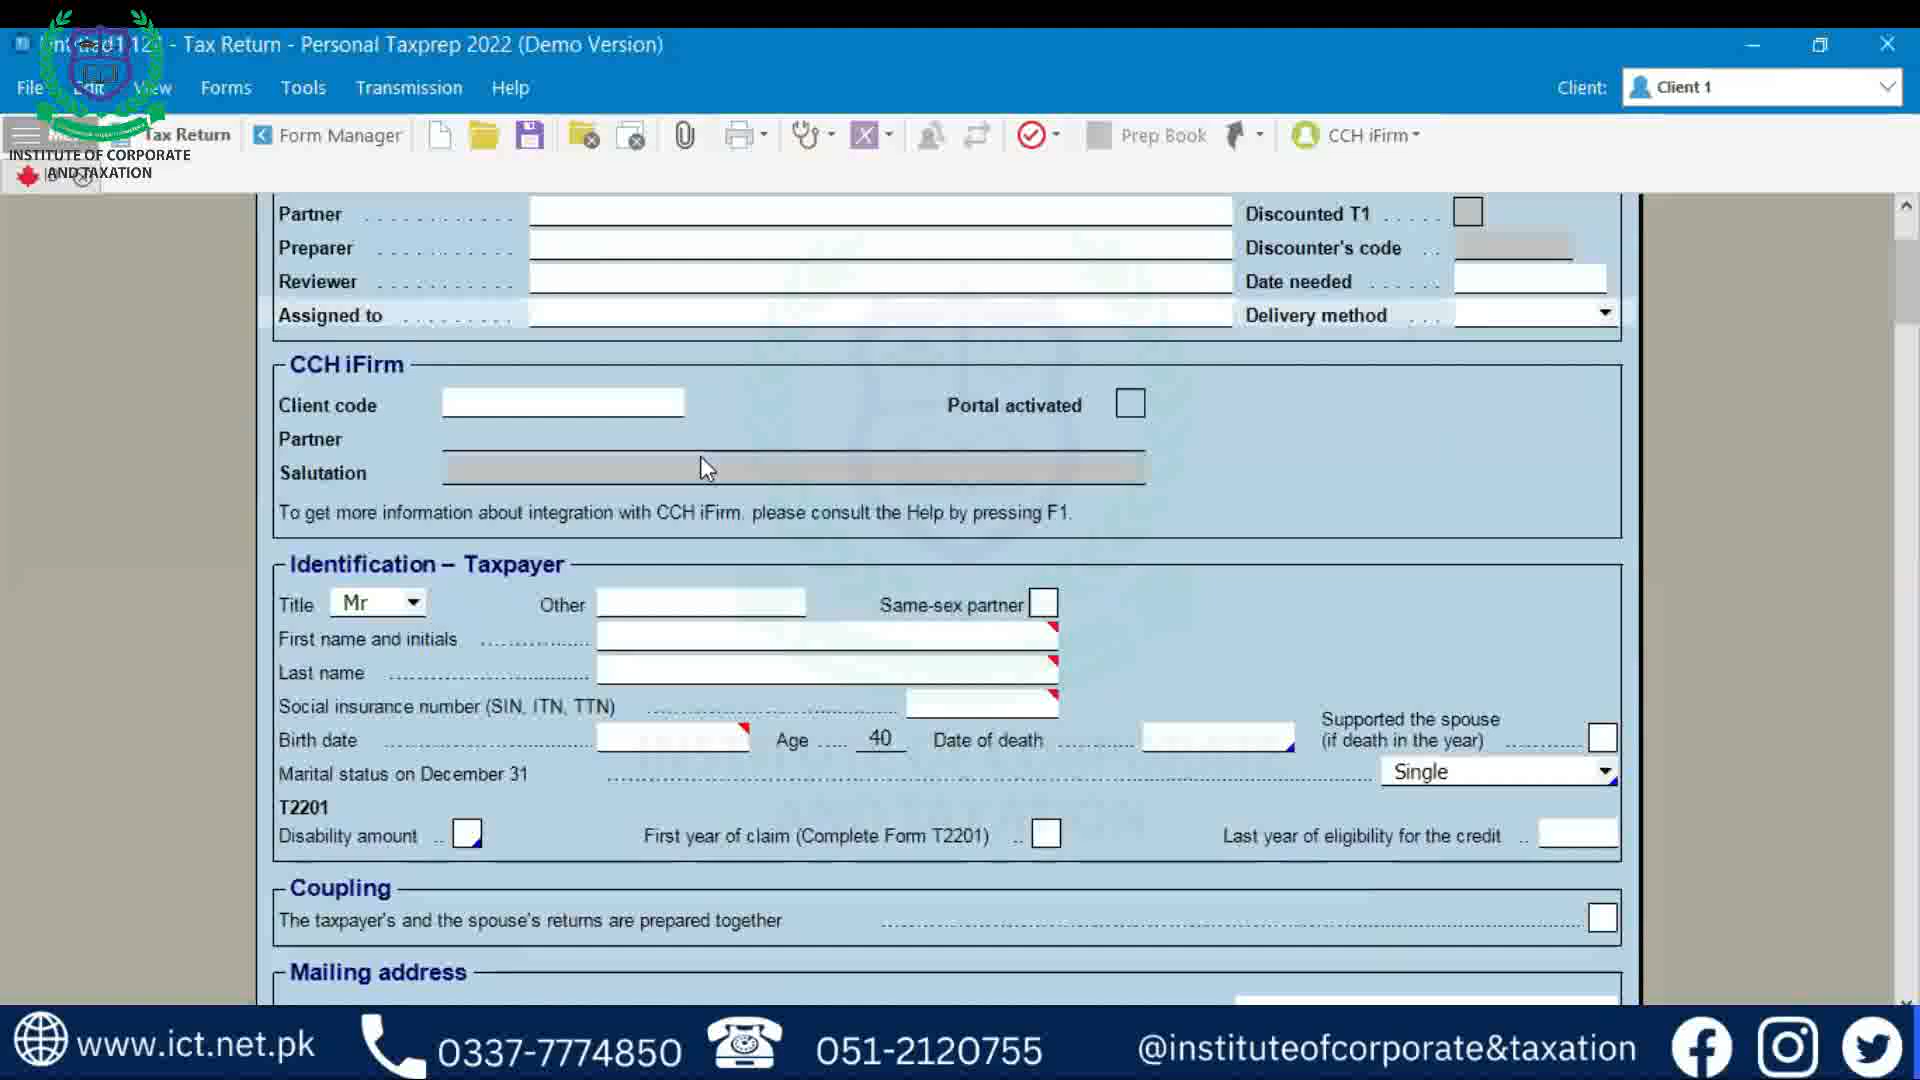 - Tax Return - Personal Taxprep 2022 (Demo Version)
File Edit View Forms Tools Transmission Help Client: Client 1
Tax Return Form Manager Prep Book CCH iFirm
INSTITUTE OF CORPORATE
AND TAXATION
Partner Discounted T1
Preparer Discounter's code
Reviewer Date needed
Assigned to Delivery method
CCH iFirm
Client code Portal activated
Partner
Salutation
To get more information about integration with CCH iFirm, please consult the Help by pressing F1.
Identification – Taxpayer
Title Mr Other Same-sex partner
First name and initials
Last name
Social insurance number (SIN, ITN, TTN)
Birth date Age 40 Date of death Supported the spouse
(if death in the year)
Marital status on December 31 Single
T2201
Disability amount First year of claim (Complete Form T2201) Last year of eligibility for the credit
Coupling
The taxpayer's and the spouse's returns are prepared together
Mailing address
www.ict.net.pk 0337-7774850 051-2120755 @instituteofcorporate&taxation